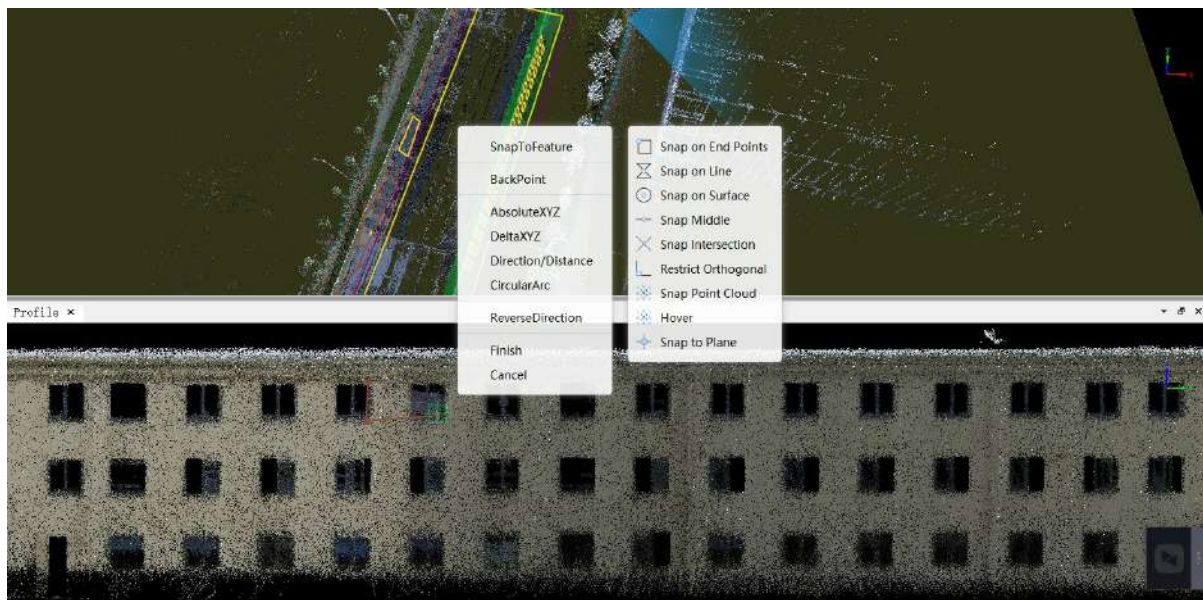 SnapToFeature
BackPoint
AbsoluteXYZ
DeltaXYZ
Direction/Distance
CircularArc
ReverseDirection
Finish
Cancel
Snap on End Points
Snap on Line
Snap on Surface
Snap Middle
Snap Intersection
Restrict Orthogonal
Snap Point Cloud
Hover
Snap to Plane
Profile